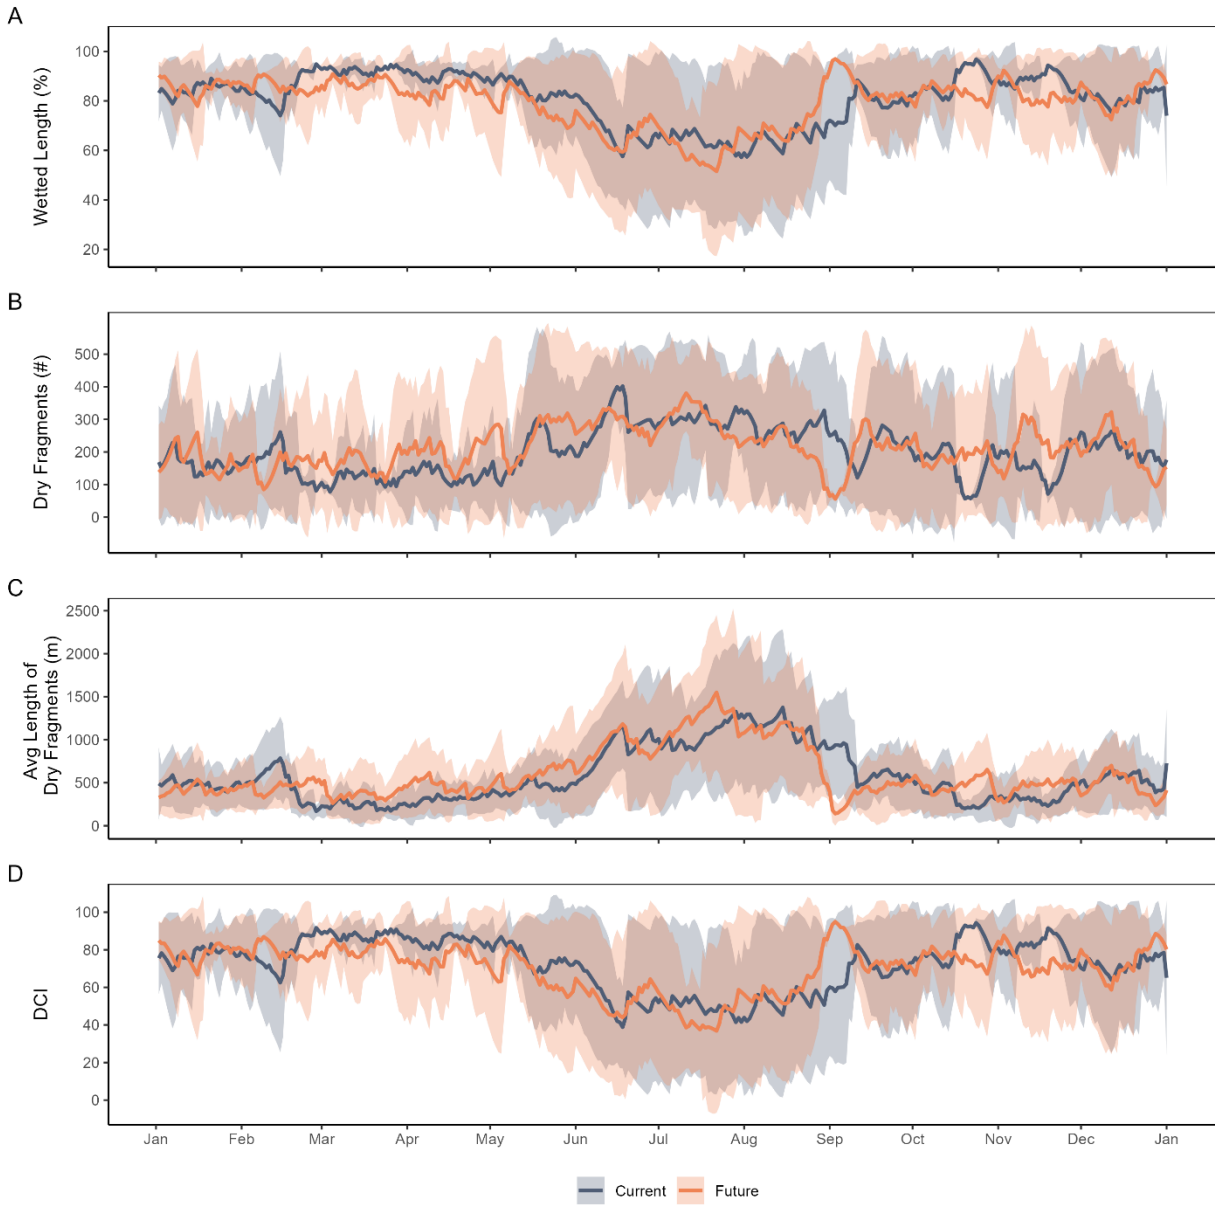 A
Wetted Length (%)
100
80
60
40
20
B
Dry Fragments (#)
500
400
300
200
100
0
C
Avg Length of
Dry Fragments (m)
2500
2000
1500
1000
500
0
D
DCI
100
80
60
40
20
0
Jan Feb Mar Apr May Jun Jul Aug Sep Oct Nov Dec Jan
Current Future